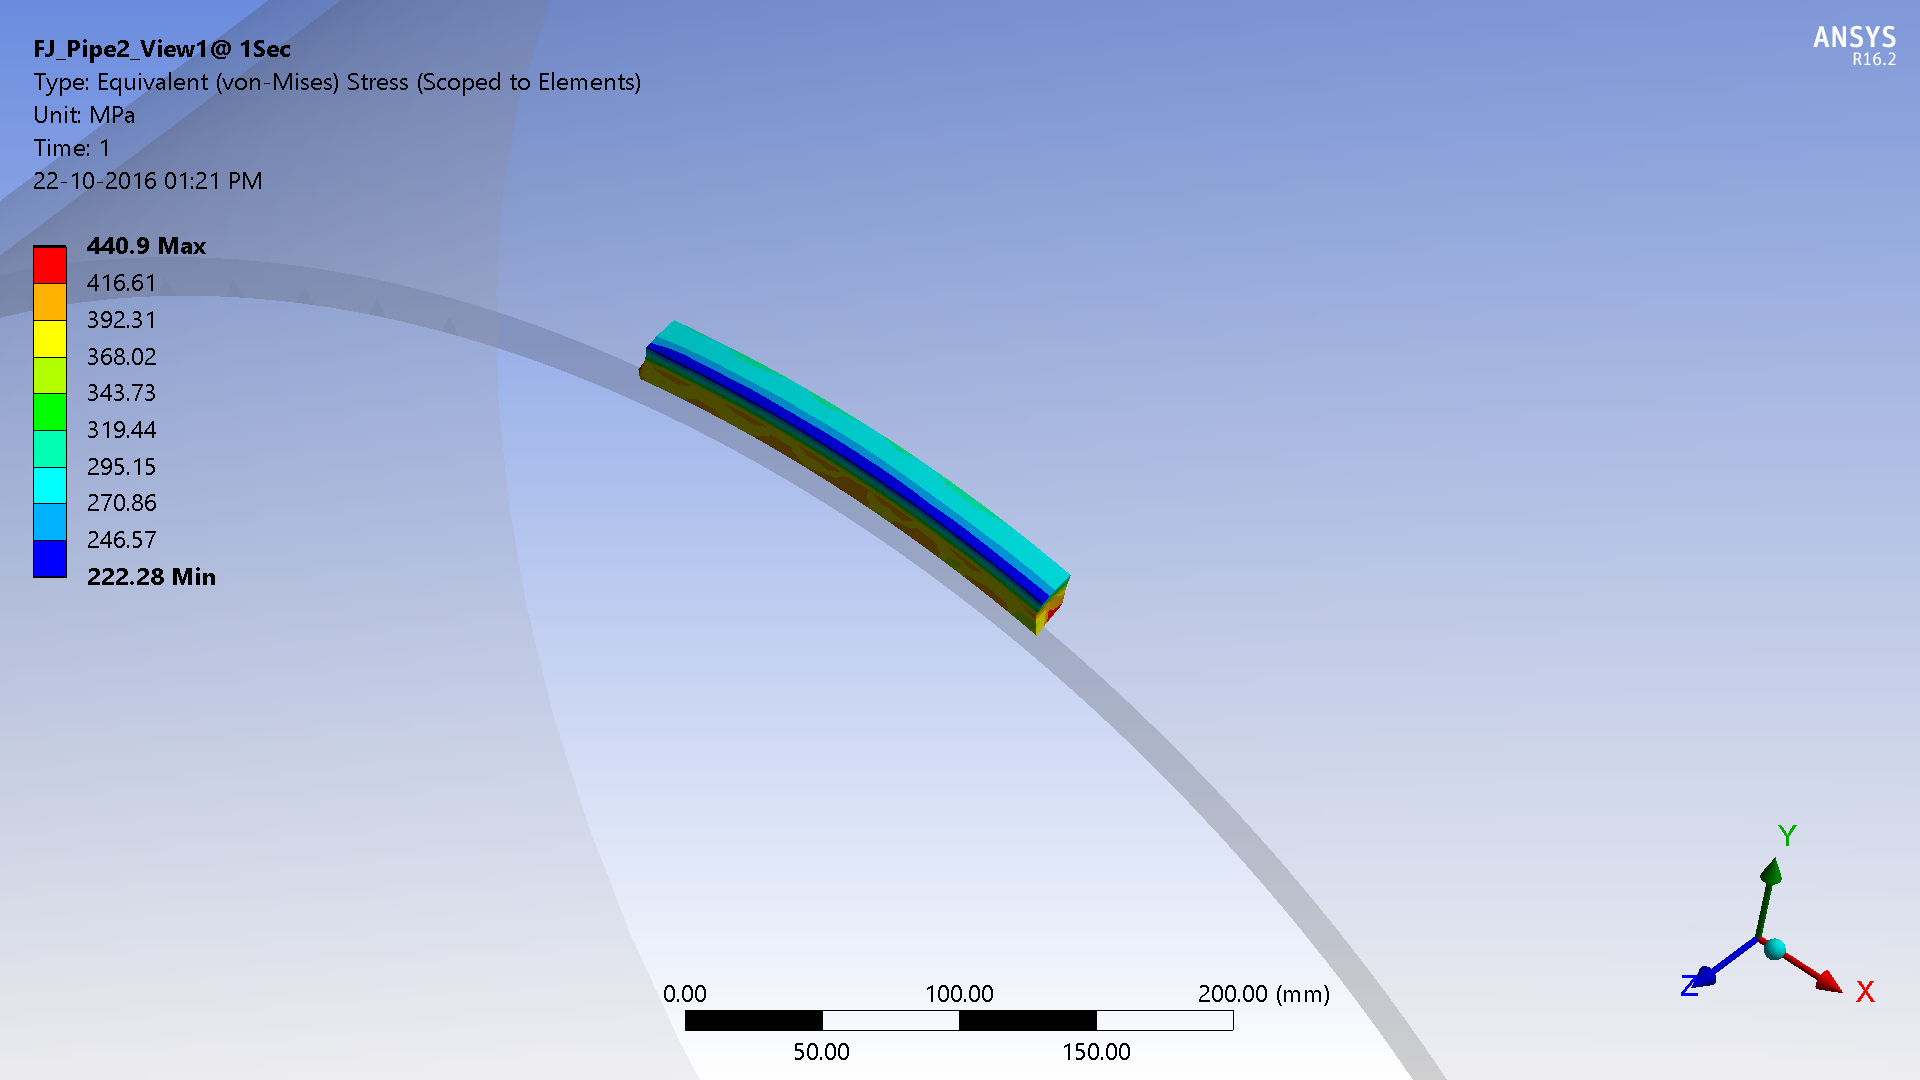 FJ_Pipe2_View1@ 1Sec
Type: Equivalent (von-Mises) Stress (Scoped to Elements)
Unit: MPa
Time: 1
22-10-2016 01:21 PM
ANSYS
R16.2
440.9 Max
416.61
392.31
368.02
343.73
319.44
295.15
270.86
246.57
222.28 Min
0.00 100.00 200.00 (mm)
50.00 150.00
Y
Z
X